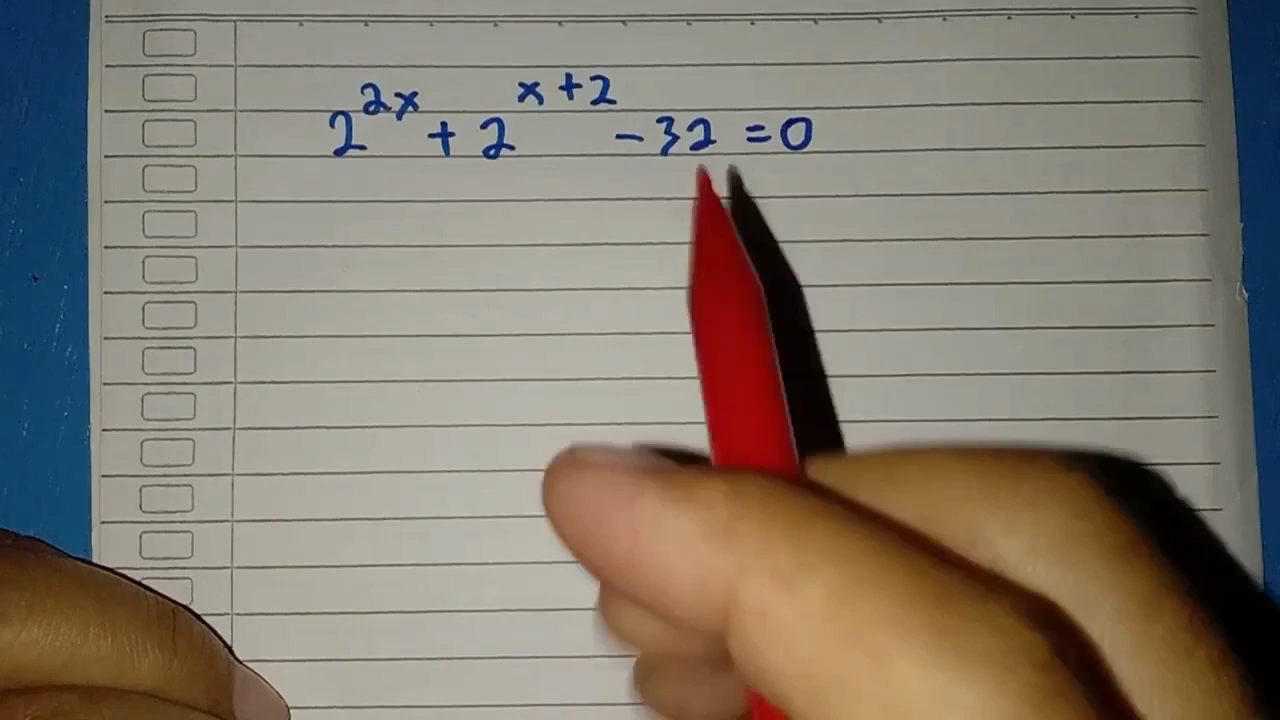 2^{2x} + 2^{x+2} - 32 = 0